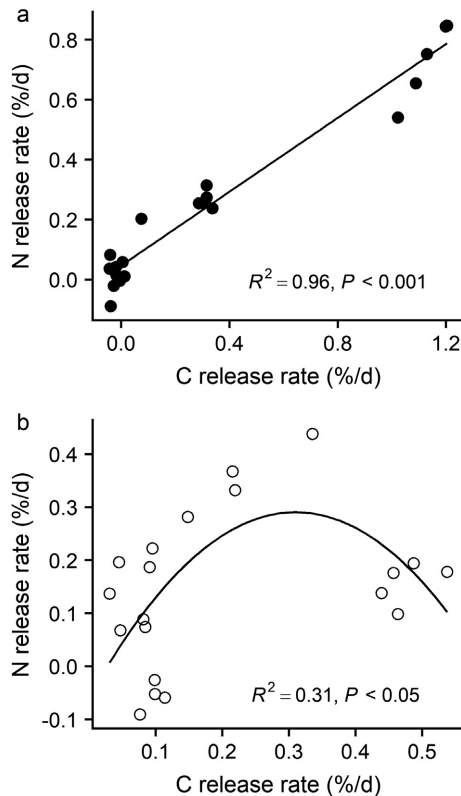 a
0.8
0.6
0.4
0.2
0.0
N release rate (%/d)
R² = 0.96, P < 0.001
0.0 0.4 0.8 1.2
C release rate (%/d)
b
0.4
0.3
0.2
0.1
0.0
-0.1
N release rate (%/d)
R² = 0.31, P < 0.05
0.1 0.2 0.3 0.4 0.5
C release rate (%/d)